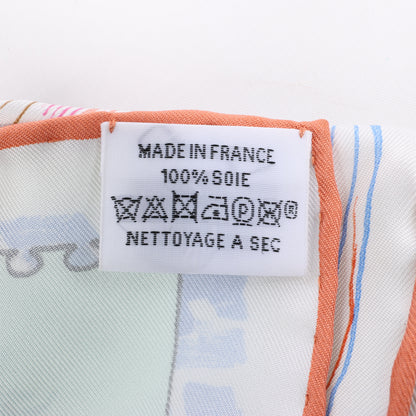 MADE IN FRANCE
100% SOIE
P ®
NETTOYAGE A SEC